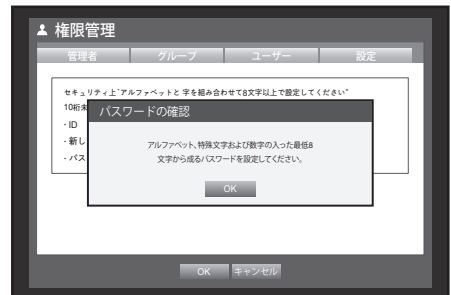 権限管理
管理者 グループ ユーザー 設定
セキュリティ上'アルファベットと 字を組み合わせて8文字以上で設定してください"
10桁未
- ID
- 新し
- パス
パスワードの確認
アルファベット､特殊文字および数字の入った最低8
文字から成るパスワードを設定してください｡
OK
OK キャンセル